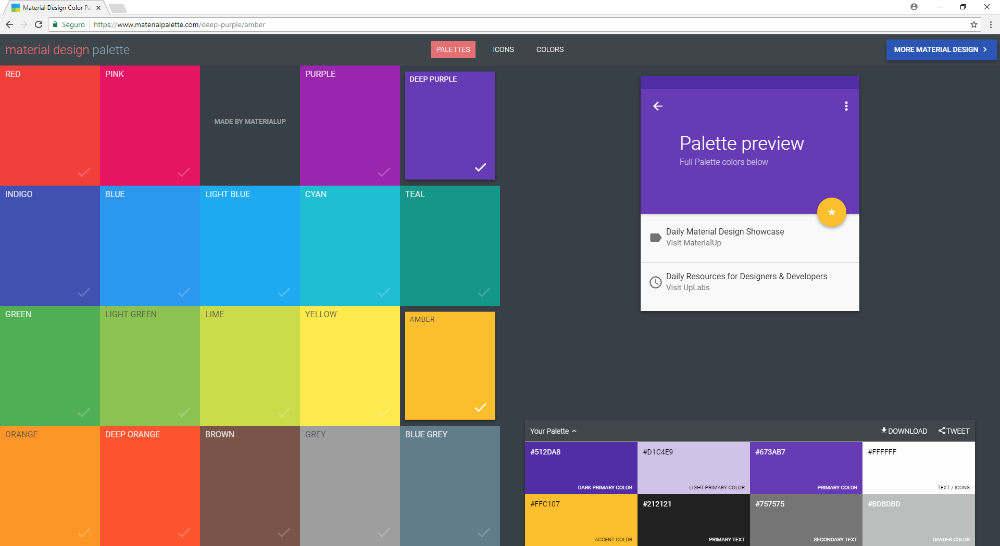 Material Design Color Pa
Seguro
https://www.materialpalette.com/deep-purple/amber
material design palette
PALETTES
ICONS
COLORS
MORE MATERIAL DESIGN
RED
PINK
MADE BY MATERIALUP
PURPLE
DEEP PURPLE
INDIGO
BLUE
LIGHT BLUE
CYAN
TEAL
GREEN
LIGHT GREEN
LIME
YELLOW
AMBER
ORANGE
DEEP ORANGE
BROWN
GREY
BLUE GREY
Palette preview
Full Palette colors below
Daily Material Design Showcase
Visit MaterialUp
Daily Resources for Designers & Developers
Visit UpLabs
Your Palette
DOWNLOAD
TWEET
#512DA8
DARK PRIMARY COLOR
#D1C4E9
LIGHT PRIMARY COLOR
#673AB7
PRIMARY COLOR
#FFFFFF
TEXT / ICONS
#FFC107
ACCENT COLOR
#212121
PRIMARY TEXT
#757575
SECONDARY TEXT
#BDBDBD
DIVIDER COLOR